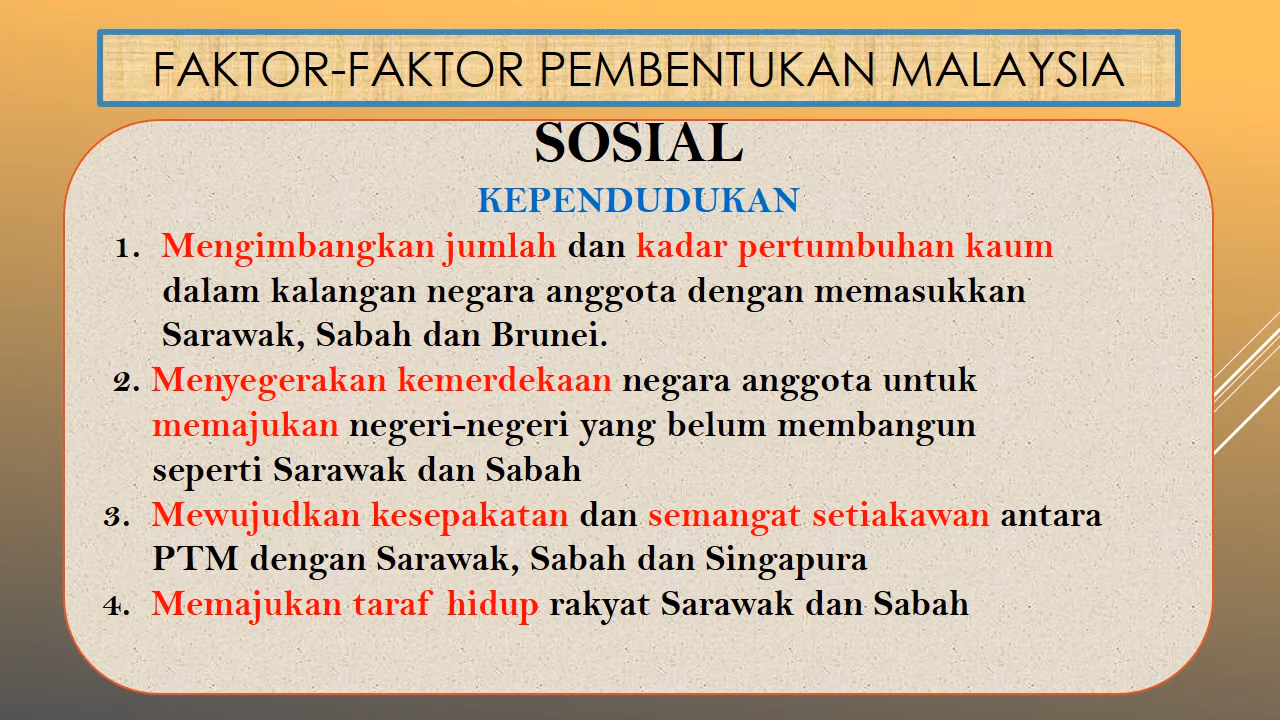 FAKTOR-FAKTOR PEMBENTUKAN MALAYSIA
SOSIAL
KEPENDUDUKAN
1. Mengimbangkan jumlah dan kadar pertumbuhan kaum
dalam kalangan negara anggota dengan memasukkan
Sarawak, Sabah dan Brunei.
2. Menyegerakan kemerdekaan negara anggota untuk
memajukan negeri-negeri yang belum membangun
seperti Sarawak dan Sabah
3. Mewujudkan kesepakatan dan semangat setiakawan antara
PTM dengan Sarawak, Sabah dan Singapura
4. Memajukan taraf hidup rakyat Sarawak dan Sabah